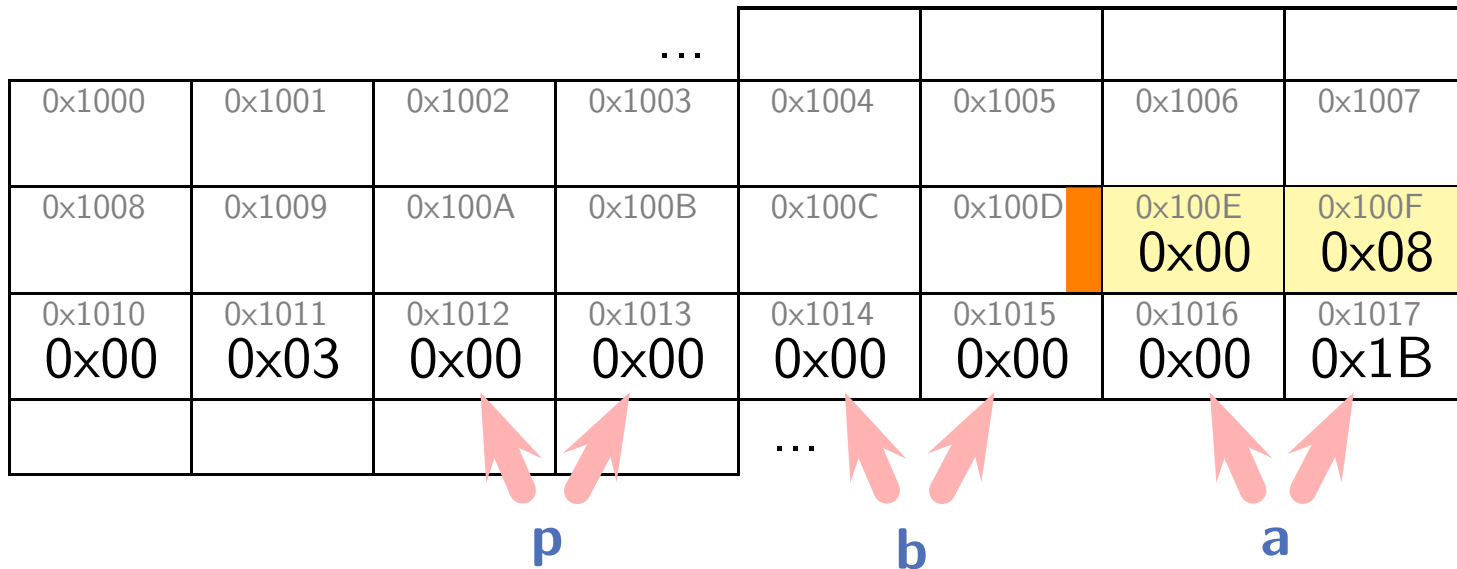 ...
0x1000 0x1001 0x1002 0x1003 0x1004 0x1005 0x1006 0x1007
0x1008 0x1009 0x100A 0x100B 0x100C 0x100D 0x100E 0x100F
0x00 0x08
0x1010 0x1011 0x1012 0x1013 0x1014 0x1015 0x1016 0x1017
0x00 0x03 0x00 0x00 0x00 0x00 0x00 0x1B
...
p b a